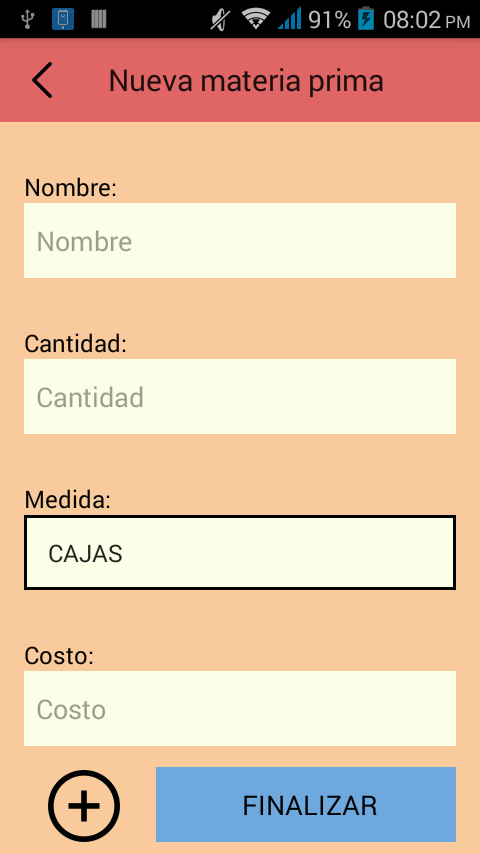 91% 08:02 PM
Nueva materia prima
Nombre:
Nombre
Cantidad:
Cantidad
Medida:
CAJAS
Costo:
Costo
FINALIZAR